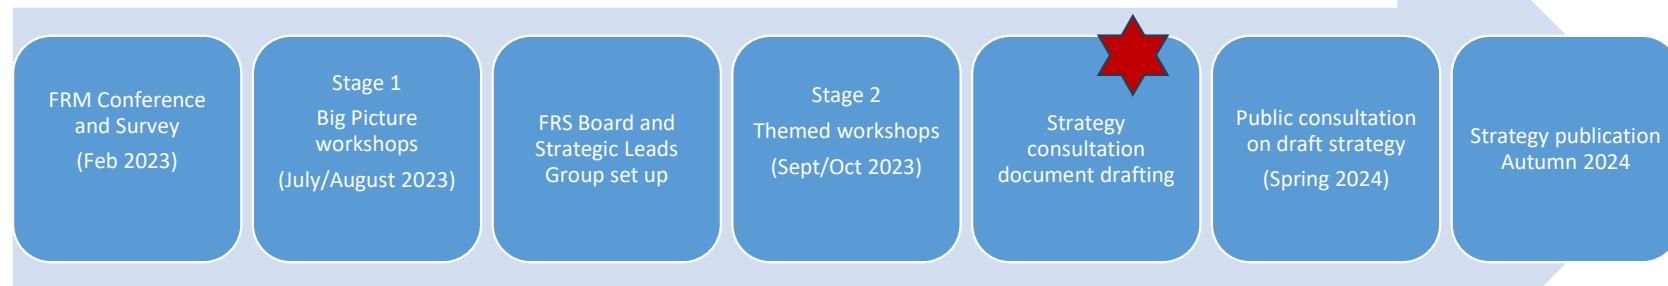 FRM Conference
and Survey
(Feb 2023)
Stage 1
Big Picture
workshops
(July/August 2023)
FRS Board and
Strategic Leads
Group set up
Stage 2
Themed workshops
(Sept/Oct 2023)
Strategy
consultation
document drafting
Public consultation
on draft strategy
(Spring 2024)
Strategy publication
Autumn 2024